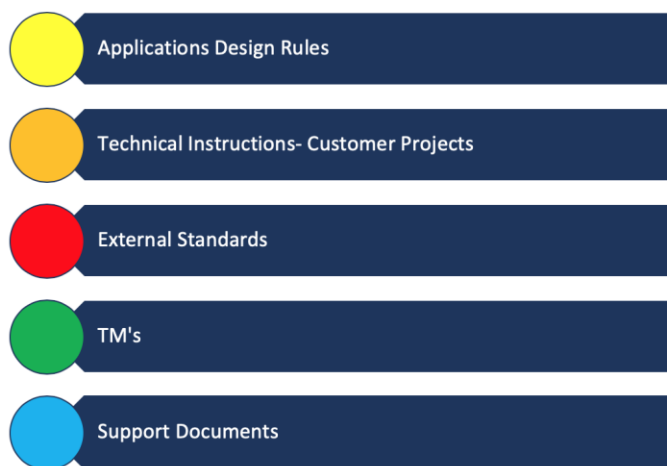 Applications Design Rules
Technical Instructions- Customer Projects
External Standards
TM's
Support Documents